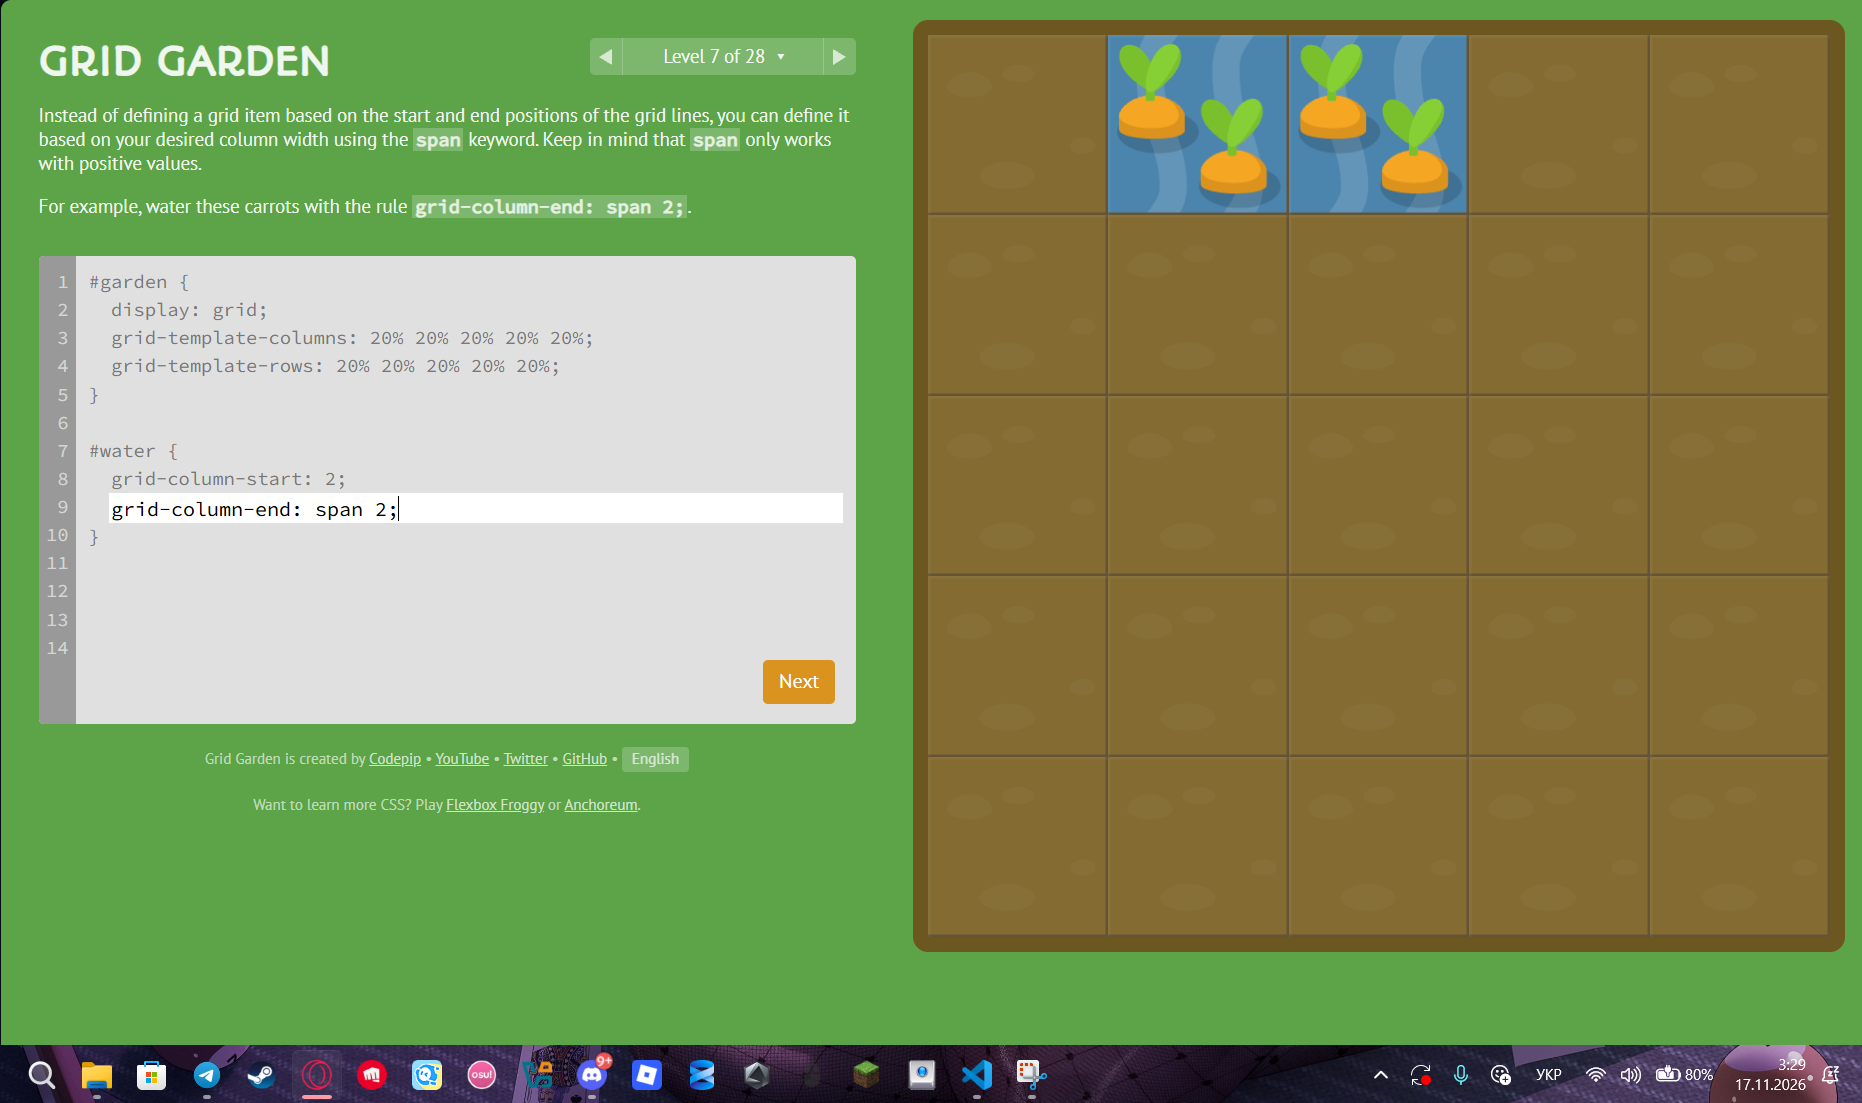 GRID GARDEN
Level 7 of 28
Instead of defining a grid item based on the start and end positions of the grid lines, you can define it
based on your desired column width using the span keyword. Keep in mind that span only works
with positive values.
For example, water these carrots with the rule grid-column-end: span 2;.
1 #garden {
2 display: grid;
3 grid-template-columns: 20% 20% 20% 20% 20%;
4 grid-template-rows: 20% 20% 20% 20% 20%;
5 }
6
7 #water {
8 grid-column-start: 2;
9 grid-column-end: span 2;
10 }
11
12
13
14
Next
Grid Garden is created by Codepip • YouTube • Twitter • GitHub • English
Want to learn more CSS? Play Flexbox Froggy or Anchoreum.
osu!
9+
УКР
80%
3:29
17.11.2026